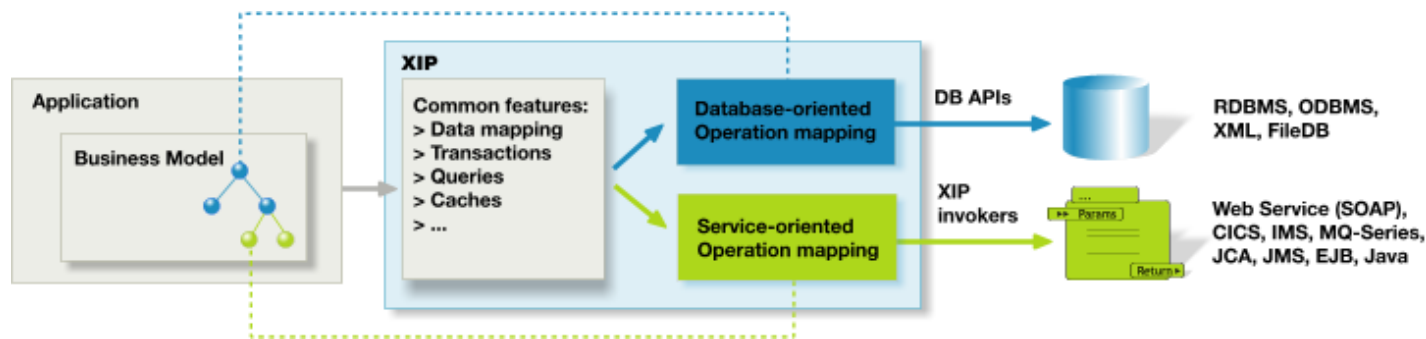 XIP
Application
Business Model
Common features:
> Data mapping
> Transactions
> Queries
> Caches
> ...
Database-oriented
Operation mapping
Service-oriented
Operation mapping
DB APIs
RDBMS, ODBMS,
XML, FileDB
XIP
invokers
...
Params
Return
Web Service (SOAP),
CICS, IMS, MQ-Series,
JCA, JMS, EJB, Java